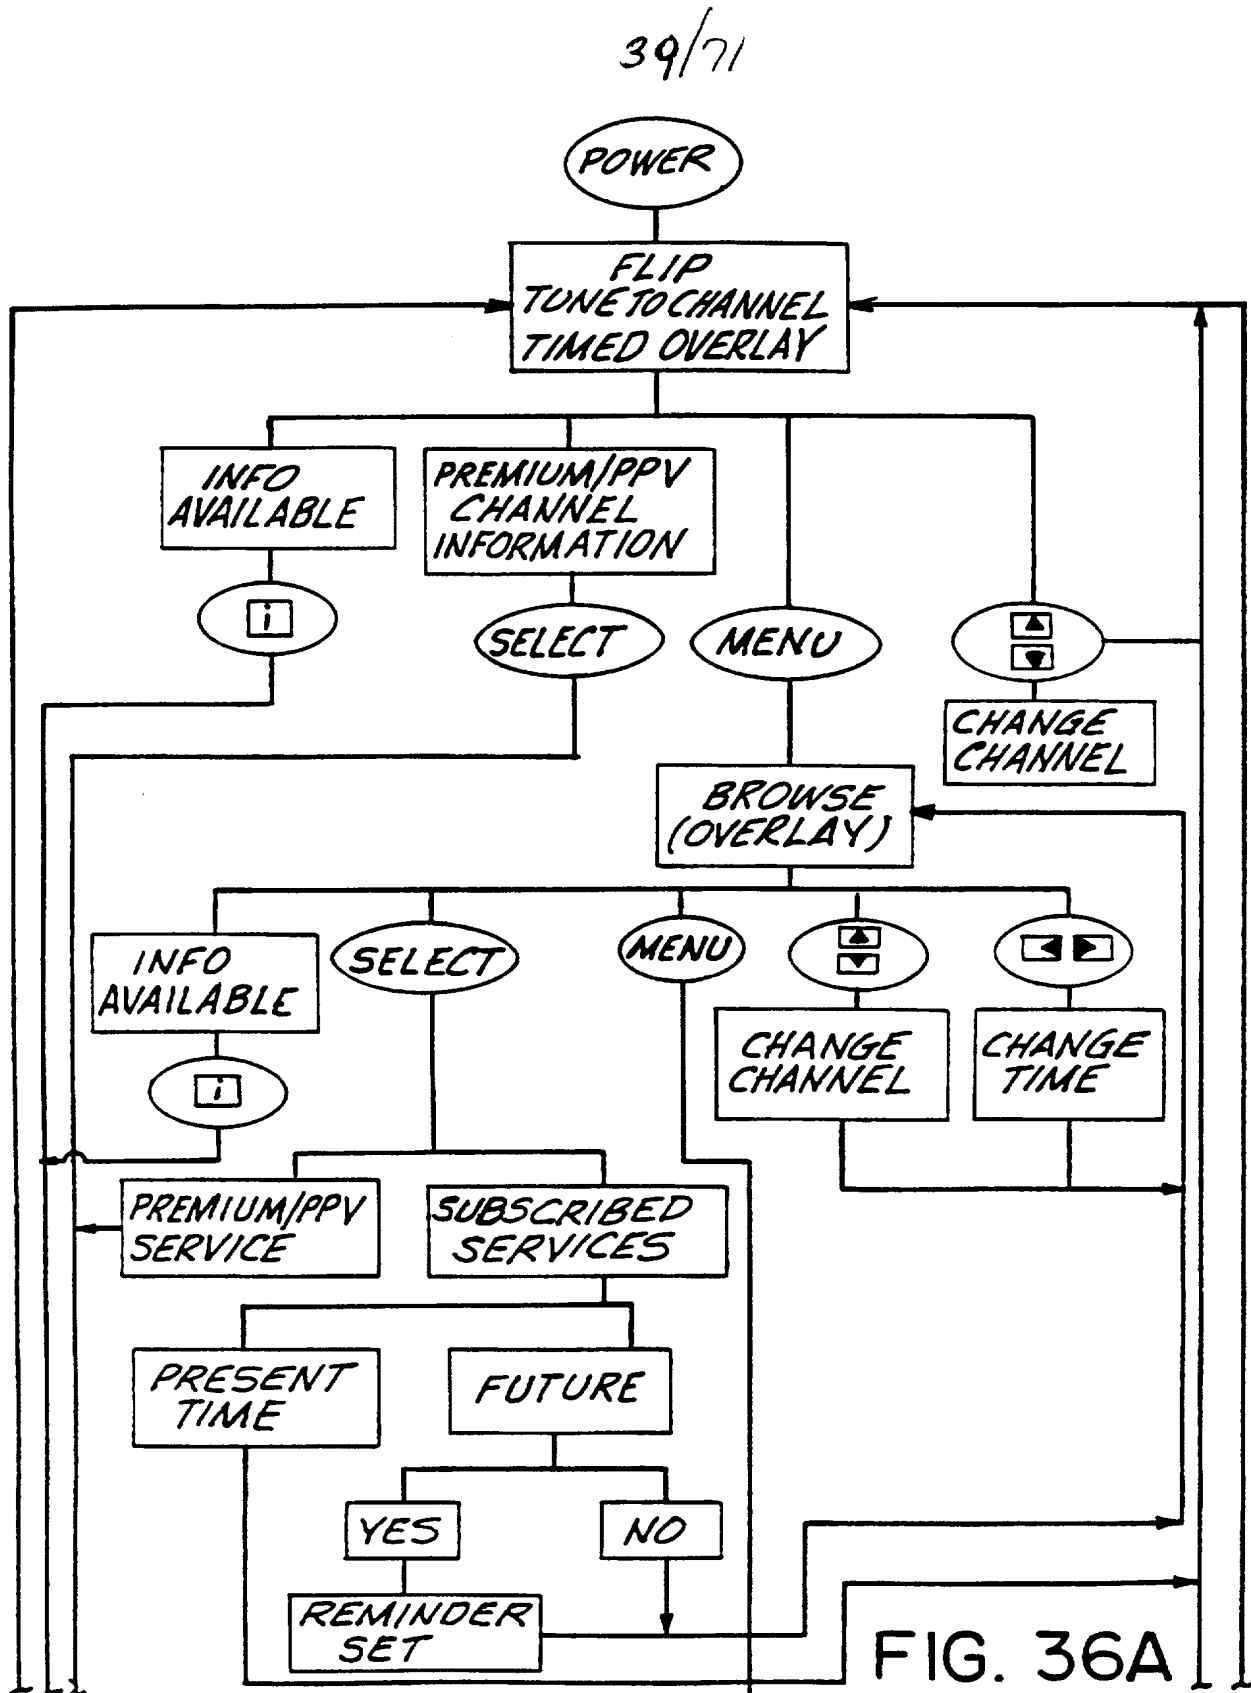 39/71
POWER
FLIP
TUNE TO CHANNEL
TIMED OVERLAY
INFO
AVAILABLE
PREMIUM/PPV
CHANNEL
INFORMATION
i
SELECT
MENU
CHANGE
CHANNEL
BROWSE
(OVERLAY)
INFO
AVAILABLE
SELECT
MENU
CHANGE
CHANNEL
CHANGE
TIME
i
PREMIUM/PPV
SERVICE
SUBSCRIBED
SERVICES
PRESENT
TIME
FUTURE
YES
NO
REMINDER
SET
FIG. 36A